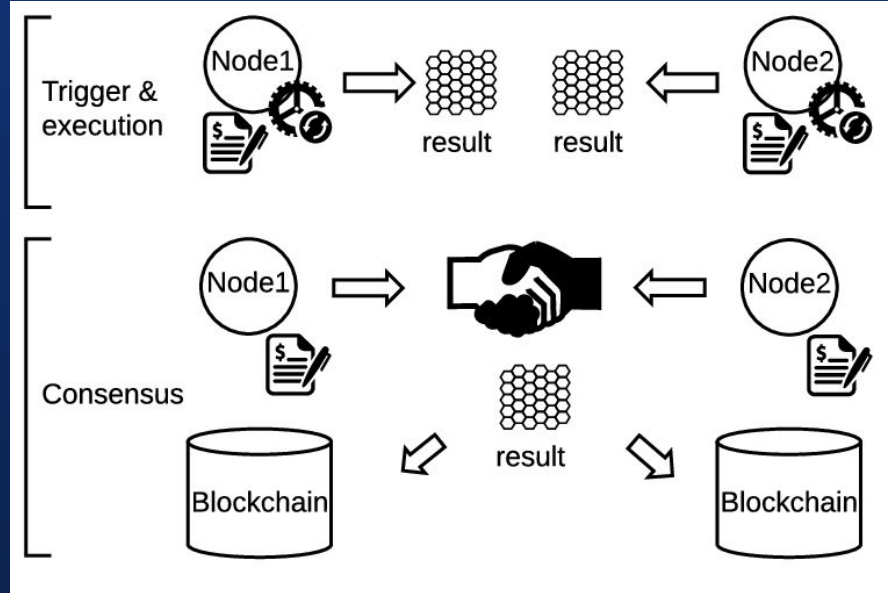 Node1
Node2
Trigger &
execution
result
result
Node1
Node2
Consensus
result
Blockchain
Blockchain
$
$
$
$